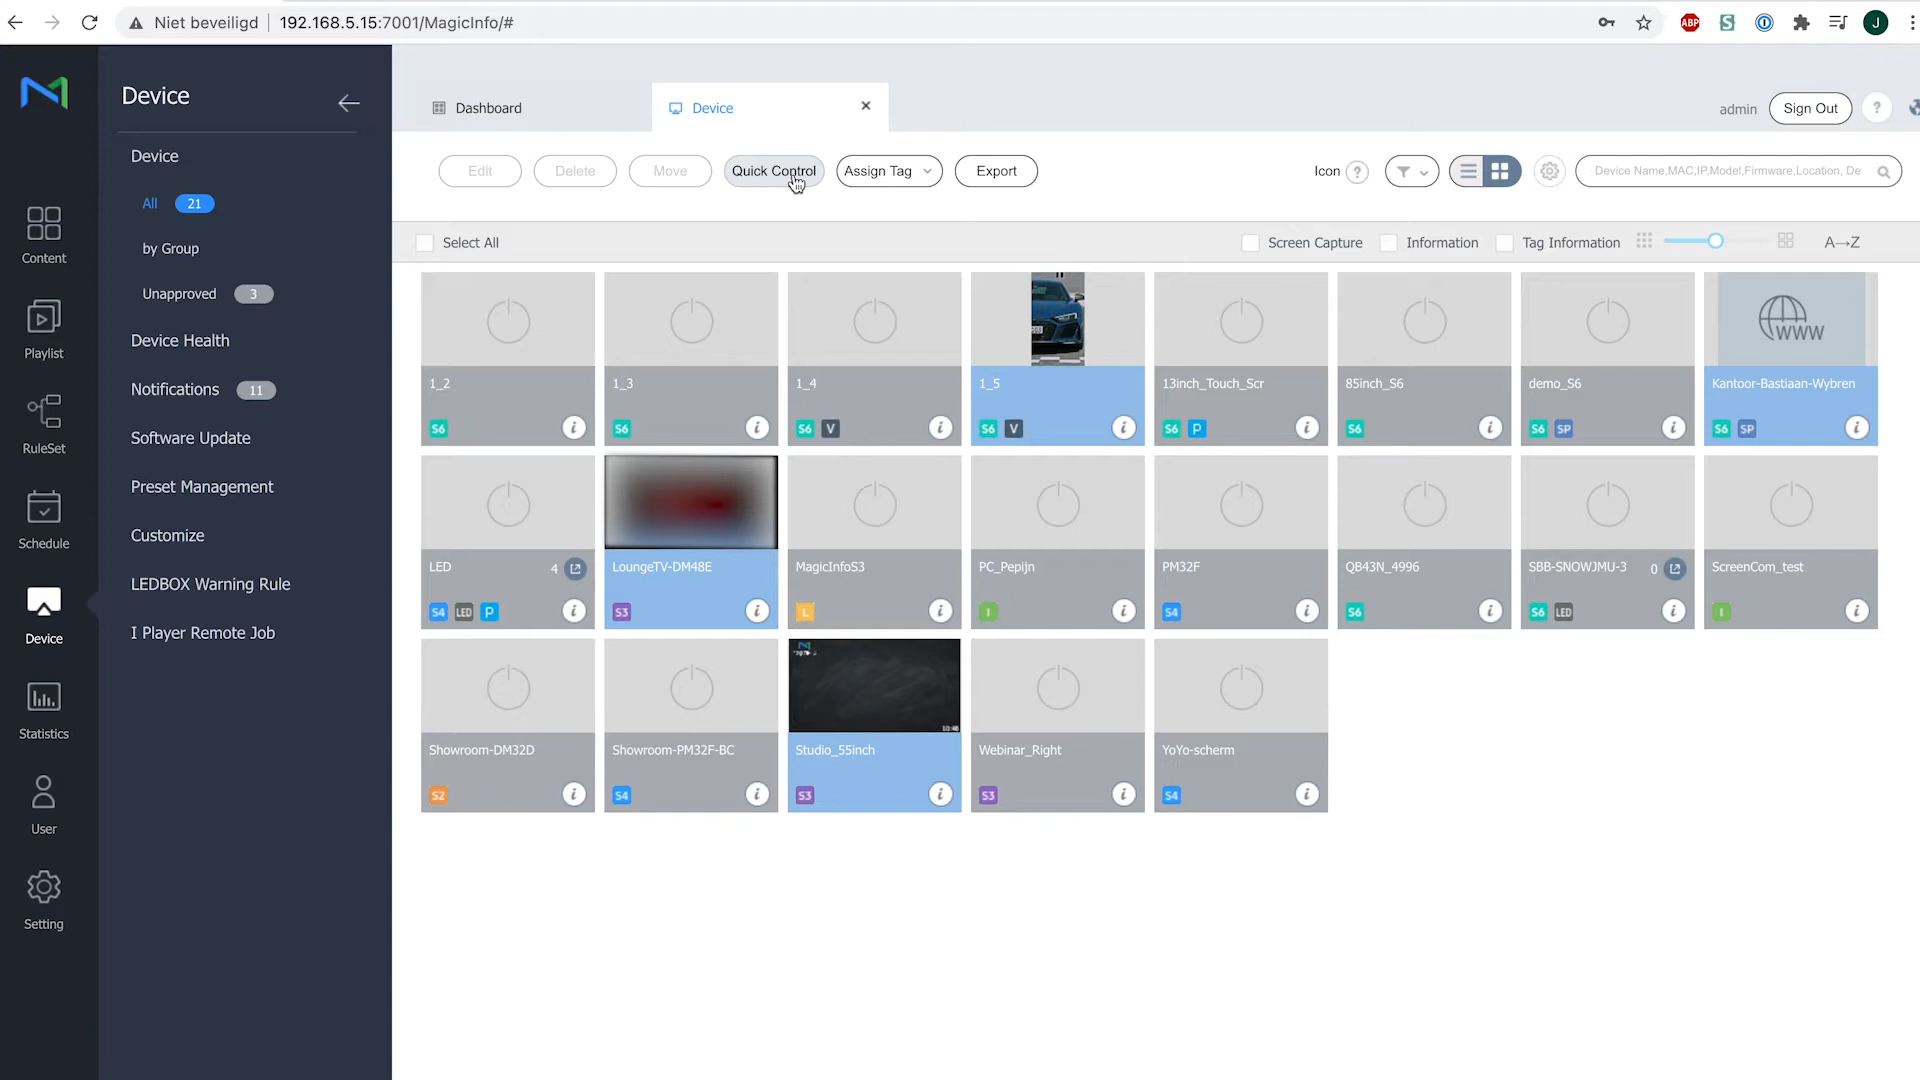 Niet beveiligd 192.168.5.15:7001/MagicInfo/#
ABP
J
Device
Dashboard
Device
admin
Sign Out
?
Content
Playlist
RuleSet
Schedule
Device
Statistics
User
Setting
Device
All 21
by Group
Unapproved 3
Device Health
Notifications 11
Software Update
Preset Management
Customize
LEDBOX Warning Rule
I Player Remote Job
Edit
Delete
Move
Quick Control
Assign Tag
Export
Icon ?
Device Name,MAC,IP,Model,Firmware,Location, De
Select All
Screen Capture
Information
Tag Information
A→Z
1_2
S6
i
1_3
S6
i
1_4
S6 V
i
1_5
S6 V
i
13inch_Touch_Scr
S6 P
i
85inch_S6
S6
i
demo_S6
S6 SP
i
WWW
Kantoor-Bastiaan-Wybren
S6 SP
i
LED 4
S4 LED P
i
LoungeTV-DM48E
S3
i
MagicInfoS3
L
i
PC_Pepijn
I
i
PM32F
S4
i
QB43N_4996
S6
i
SBB-SNOWJMU-3 0
S6 LED
i
ScreenCom_test
I
i
Showroom-DM32D
S2
i
Showroom-PM32F-BC
S4
i
Studio_55inch
S3
i
Webinar_Right
S3
i
YoYo-scherm
S4
i